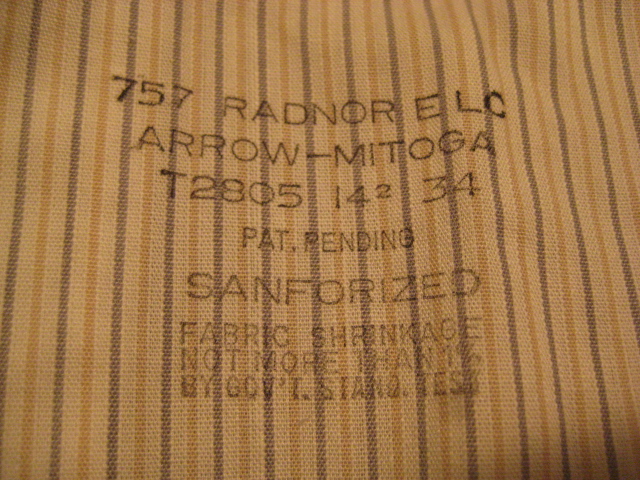 757 RADNOR E LC
ARROW-MITOGA
T2805 14² 34
PAT. PENDING
SANFORIZED
FABRIC SHRINKAGE
NOT MORE THAN 1%
BY GOV'T. STAND. TEST